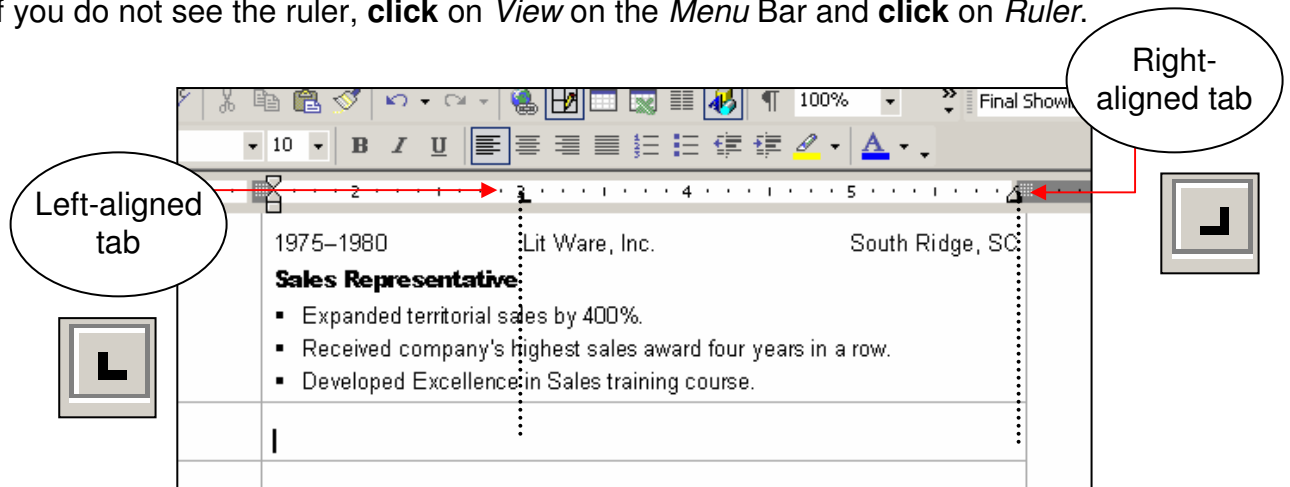 f you do not see the ruler, click on View on the Menu Bar and click on Ruler.
Right-
aligned tab
100% Final Show
10 B I U A
2 3 4 5
Left-aligned
tab
1975–1980 Lit Ware, Inc. South Ridge, SC
Sales Representative
▪ Expanded territorial sales by 400%.
▪ Received company's highest sales award four years in a row.
▪ Developed Excellence in Sales training course.